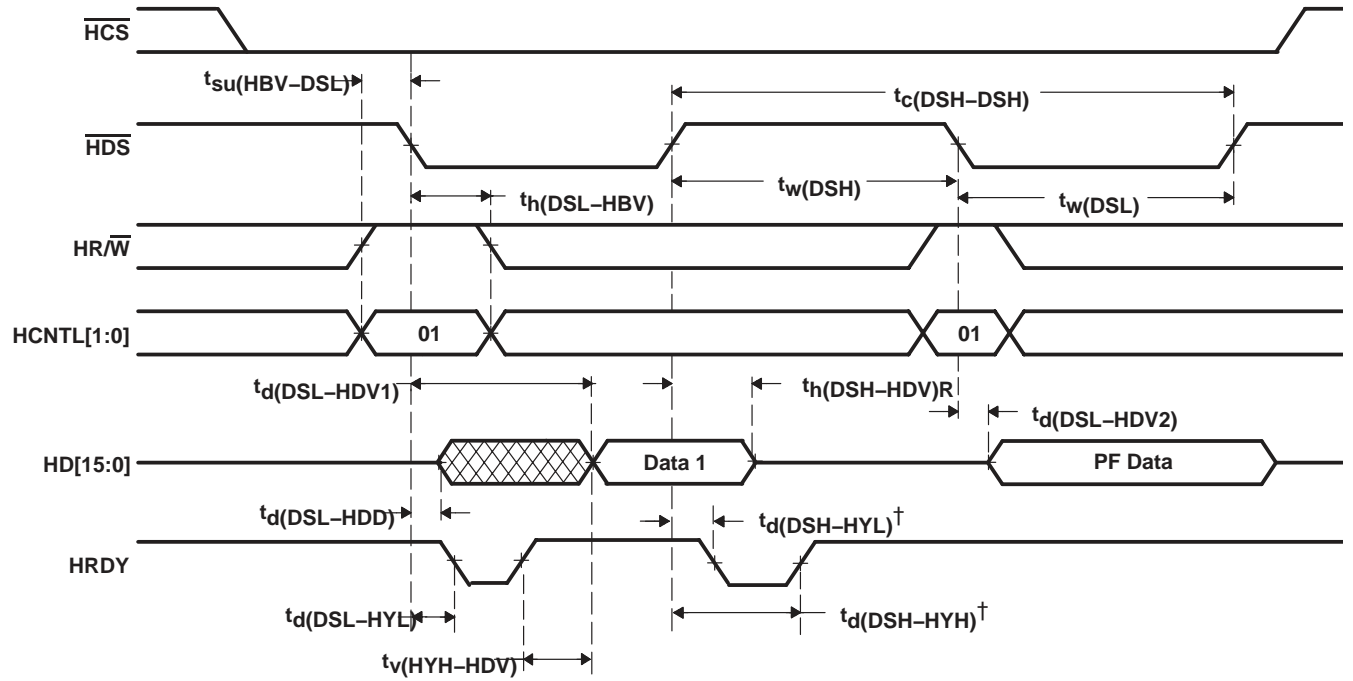 HCS
tsu(HBV–DSL)
tc(DSH–DSH)
HDS
tw(DSH)
th(DSL–HBV)
tw(DSL)
HR/W
HCNTL[1:0]
01
01
td(DSL–HDV1)
th(DSH–HDV)R
td(DSL–HDV2)
HD[15:0]
Data 1
PF Data
td(DSL–HDD)
td(DSH–HYL)†
HRDY
td(DSL–HYL)
td(DSH–HYH)†
tv(HYH–HDV)